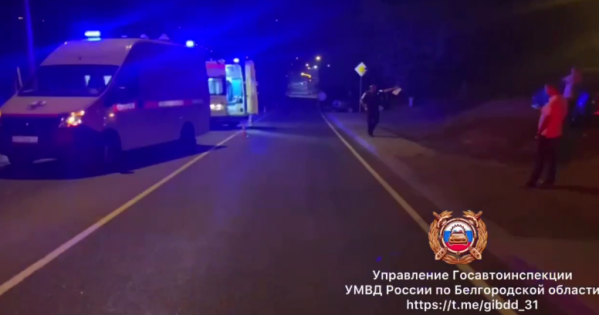 Управление Госавтоинспекции
УМВД России по Белгородской области
https://t.me/gibdd_31